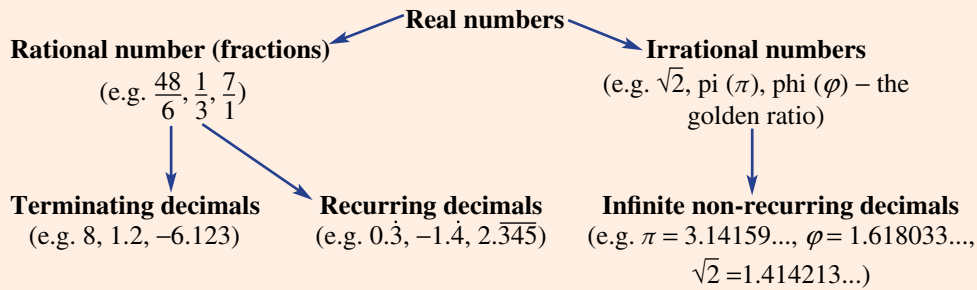 Real numbers
Rational number (fractions)
(e.g. 48/6, 1/3, 7/1)
Irrational numbers
(e.g. √2, pi (π), phi (φ) – the
golden ratio)
Terminating decimals
(e.g. 8, 1.2, −6.123)
Recurring decimals
(e.g. 0.3̇, −1.4̇, 2.3̅4̅5̅)
Infinite non-recurring decimals
(e.g. π = 3.14159..., φ = 1.618033...,
√2 =1.414213...)